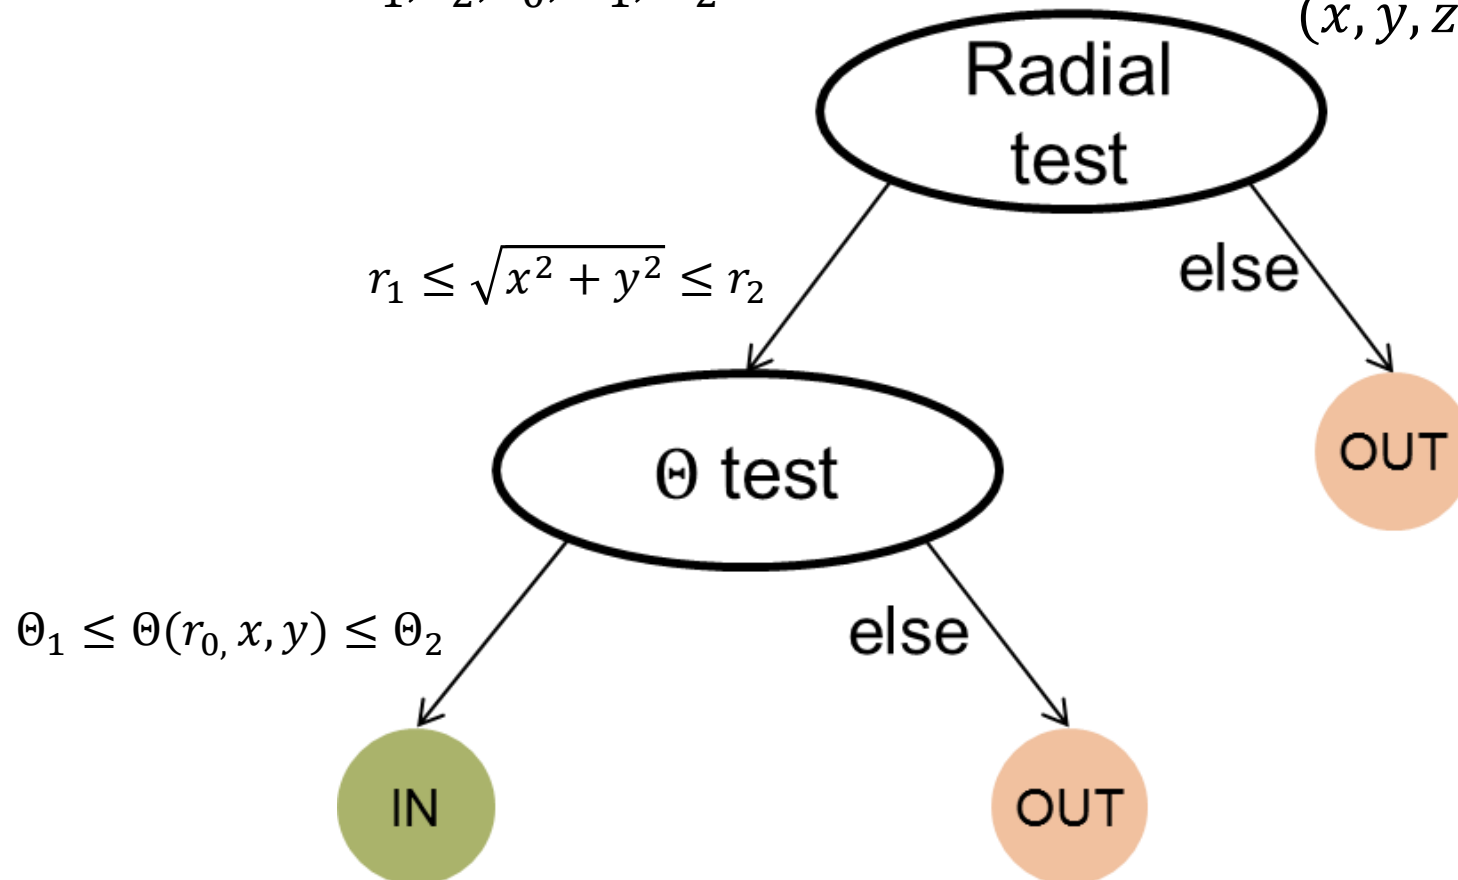 (x, y, z
Radial
test
r₁ ≤ √(x² + y²) ≤ r₂
else
OUT
Θ test
Θ₁ ≤ Θ(r₀, x, y) ≤ Θ₂
else
IN
OUT